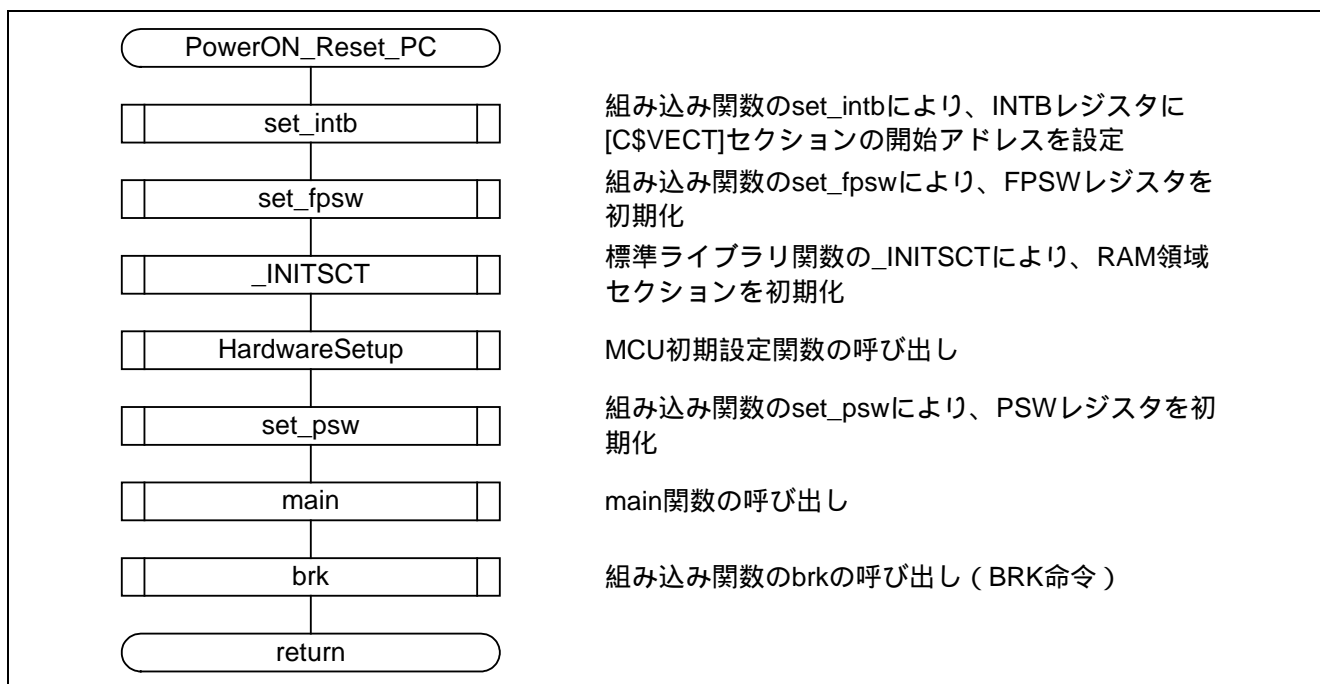 PowerON_Reset_PC
set_intb
組み込み関数のset_intbにより、INTBレジスタに
[C$VECT]セクションの開始アドレスを設定
set_fpsw
組み込み関数のset_fpswにより、FPSWレジスタを
初期化
_INITSCT
標準ライブラリ関数の_INITSCTにより、RAM領域
セクションを初期化
HardwareSetup
MCU初期設定関数の呼び出し
set_psw
組み込み関数のset_pswにより、PSWレジスタを初
期化
main
main関数の呼び出し
brk
組み込み関数のbrkの呼び出し(BRK命令)
return